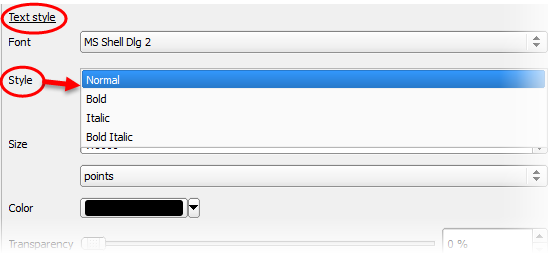 Text style
Font MS Shell Dlg 2
Style Normal
Bold
Italic
Bold Italic
Size
points
Color
Transparency 0 %